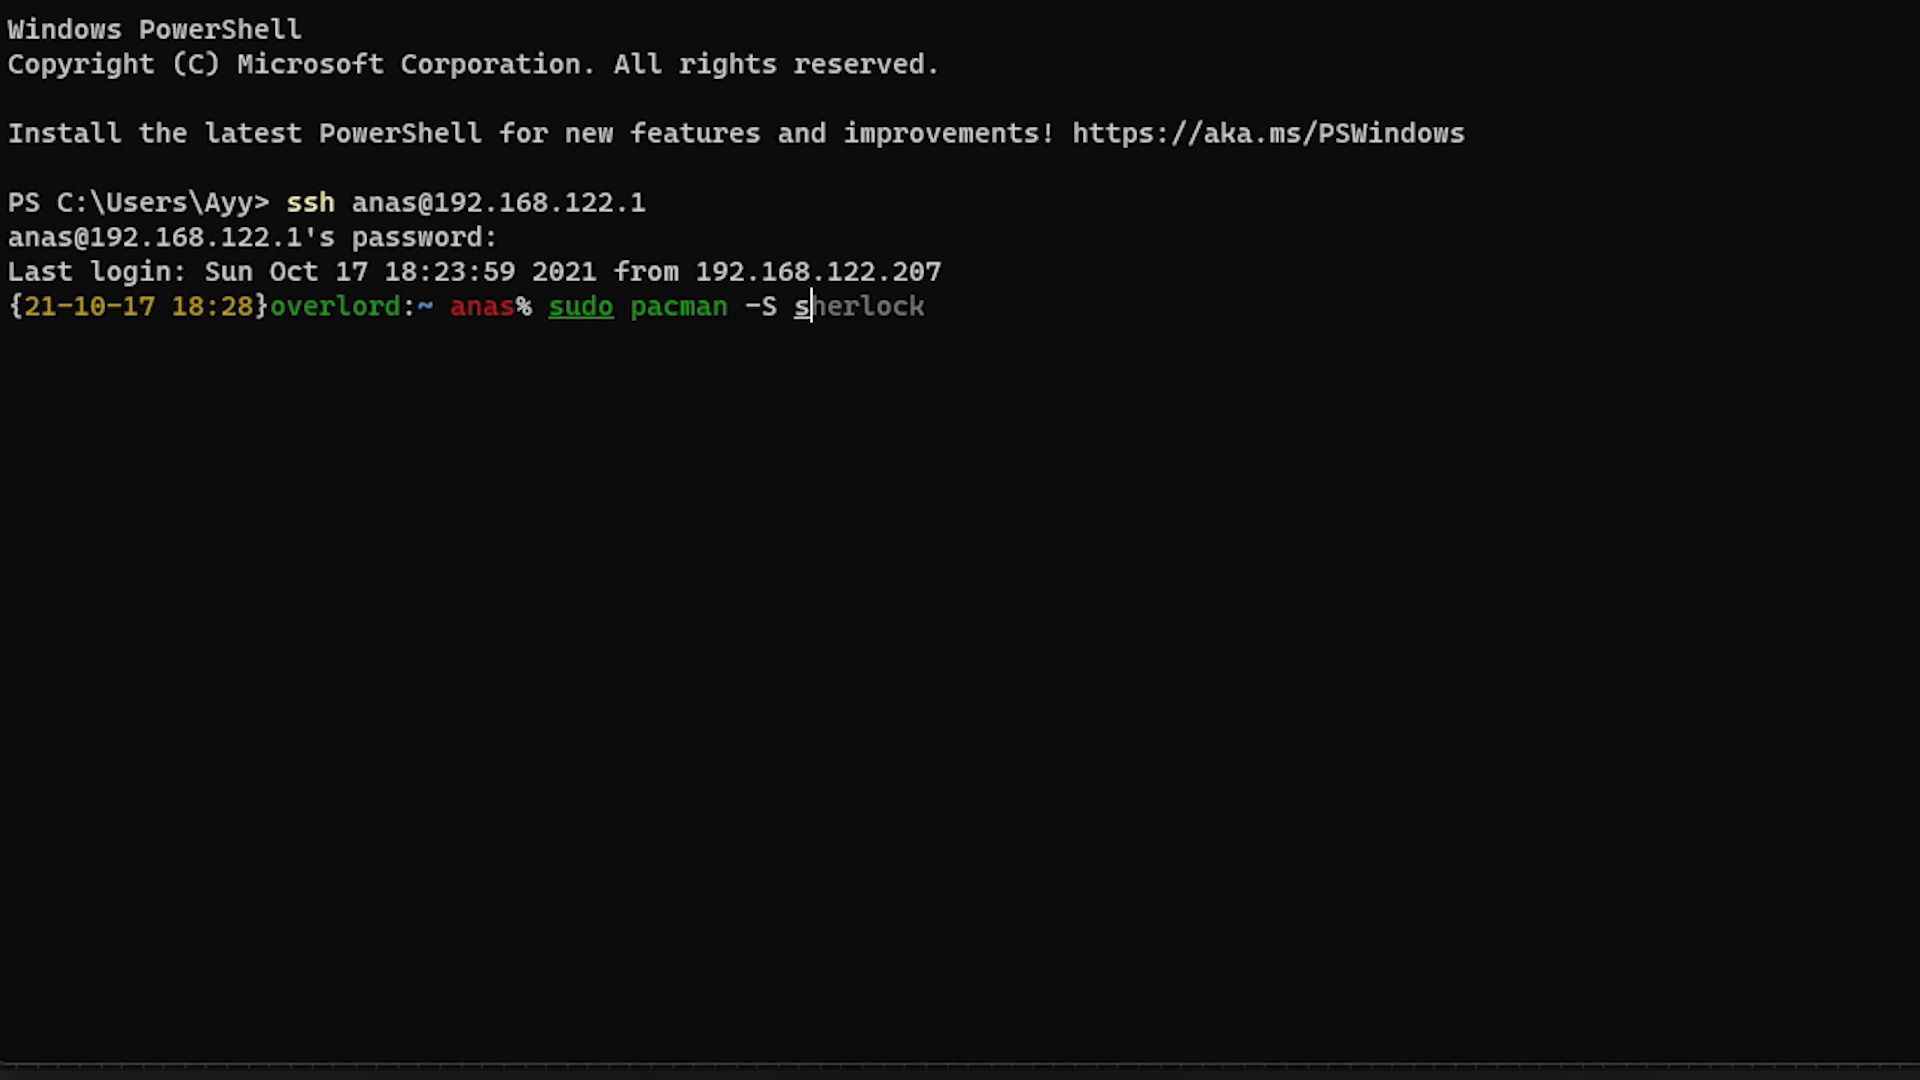 Windows PowerShell
Copyright (C) Microsoft Corporation. All rights reserved.
Install the latest PowerShell for new features and improvements! https://aka.ms/PSWindows
PS C:\Users\Ayy> ssh anas@192.168.122.1
anas@192.168.122.1's password:
Last login: Sun Oct 17 18:23:59 2021 from 192.168.122.207
{21-10-17 18:28}overlord:~ anas% sudo pacman -S sherlock